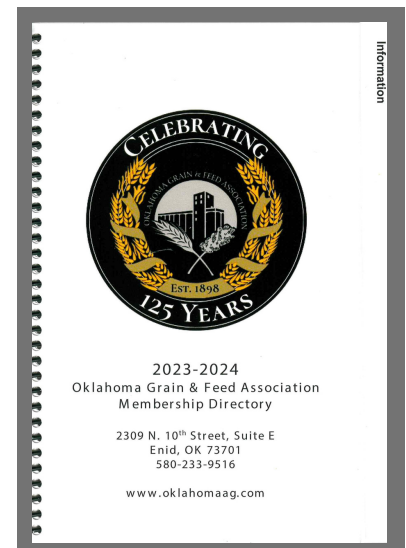 Information
CELEBRATING
OKLAHOMA GRAIN & FEED ASSOCIATION
EST. 1898
125 YEARS
2023-2024
Oklahoma Grain & Feed Association
Membership Directory
2309 N. 10th Street, Suite E
Enid, OK 73701
580-233-9516
www.oklahomaag.com